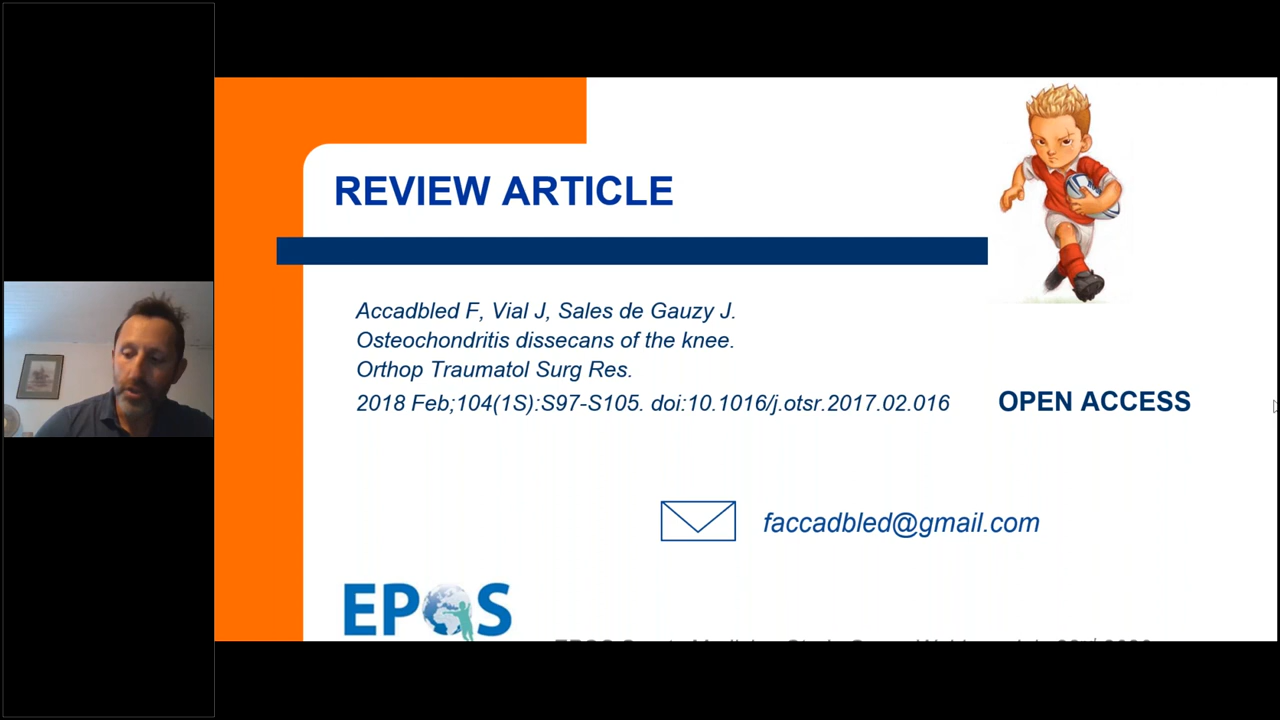 REVIEW ARTICLE
Accadbled F, Vial J, Sales de Gauzy J.
Osteochondritis dissecans of the knee.
Orthop Traumatol Surg Res.
2018 Feb;104(1S):S97-S105. doi:10.1016/j.otsr.2017.02.016
OPEN ACCESS
faccadbled@gmail.com
EPOS